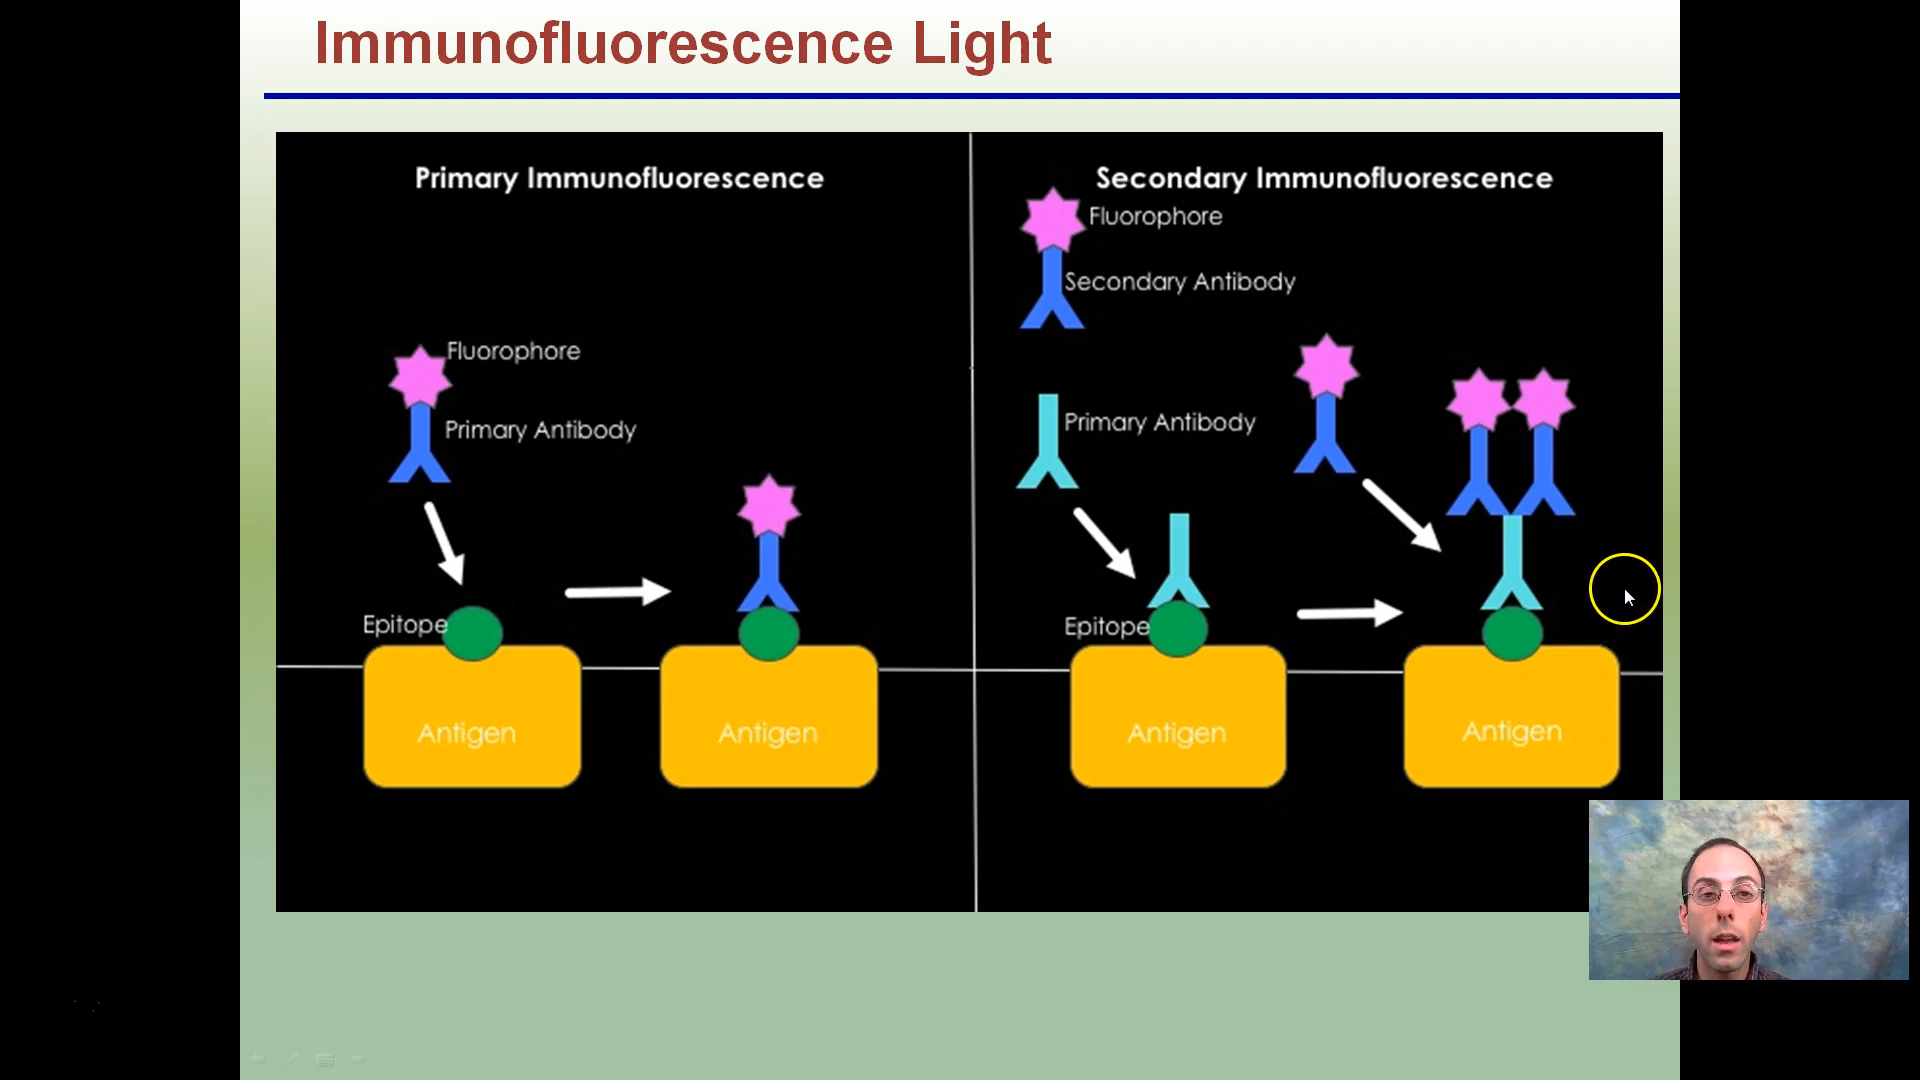 Immunofluorescence Light
Primary Immunofluorescence
Fluorophore
Primary Antibody
Epitope
Antigen
Antigen
Secondary Immunofluorescence
Fluorophore
Secondary Antibody
Primary Antibody
Epitope
Antigen
Antigen